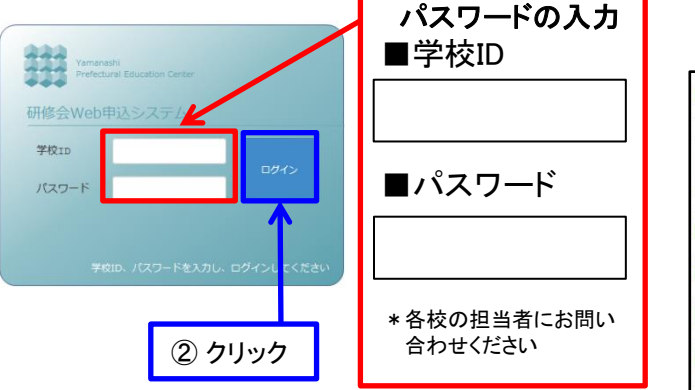 Yamanashi
Prefectural Education Center
研修会Web申込システム
学校ID
パスワード
ログイン
学校ID、パスワードを入力し、ログインしてください
② クリック
パスワードの入力
■学校ID
■パスワード
* 各校の担当者にお問い
合わせください